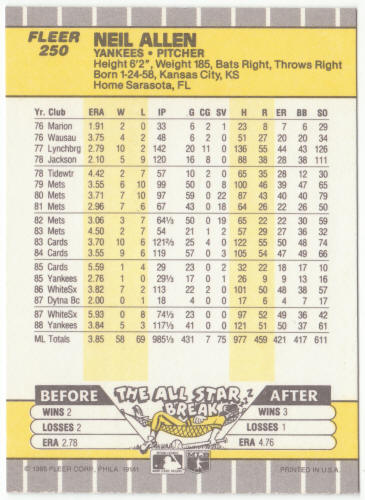 FLEER
250
NEIL ALLEN
YANKEES • PITCHER
Height 6'2", Weight 185, Bats Right, Throws Right
Born 1-24-58, Kansas City, KS
Home Sarasota, FL
Yr. Club ERA W L IP G CG SV H R ER BB SO
76 Marion 1.91 2 0 33 6 2 1 23 8 7 6 29
76 Wausau 3.75 4 2 48 6 5 0 51 27 20 20 34
77 Lynchbrg 2.79 10 2 142 20 11 0 136 55 44 43 126
78 Jackson 2.10 5 9 120 16 8 0 88 38 28 38 111
78 Tidewtr 4.42 2 7 57 10 2 0 65 35 28 12 30
79 Mets 3.55 6 10 99 50 0 8 100 46 39 47 65
80 Mets 3.71 7 10 97 59 0 22 87 43 40 40 79
81 Mets 2.96 7 6 67 43 0 18 64 26 22 26 50
82 Mets 3.06 3 7 64⅓ 50 0 19 65 22 22 30 59
83 Mets 4.50 2 7 54 21 1 2 57 29 27 36 32
83 Cards 3.70 10 6 121⅔ 25 4 0 122 55 50 48 74
84 Cards 3.55 9 6 119 57 0 3 105 54 47 49 66
85 Cards 5.59 1 4 29 23 0 2 32 22 18 17 10
85 Yankees 2.76 1 0 29⅓ 17 0 1 26 9 9 13 16
86 WhiteSx 3.82 7 2 113 22 2 0 101 50 48 38 57
87 Dytna Bc 2.00 0 1 18 3 0 0 17 6 4 7 17
87 WhiteSx 5.93 0 8 74⅓ 23 0 0 97 52 49 36 42
88 Yankees 3.84 5 3 117⅓ 41 0 0 121 51 50 37 61
ML Totals 3.85 58 69 985⅓ 431 7 75 977 459 421 417 611
BEFORE THE ALL STAR BREAK AFTER
WINS 2 WINS 3
LOSSES 2 LOSSES 1
ERA 2.78 ERA 4.76
PRINTED IN U.S.A.